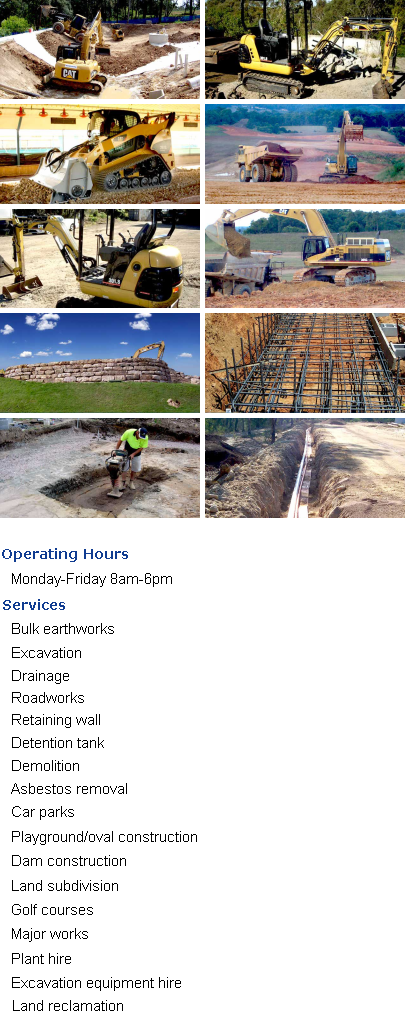 CAT
Operating Hours
Monday-Friday 8am-6pm
Services
Bulk earthworks
Excavation
Drainage
Roadworks
Retaining wall
Detention tank
Demolition
Asbestos removal
Car parks
Playground/oval construction
Dam construction
Land subdivision
Golf courses
Major works
Plant hire
Excavation equipment hire
Land reclamation